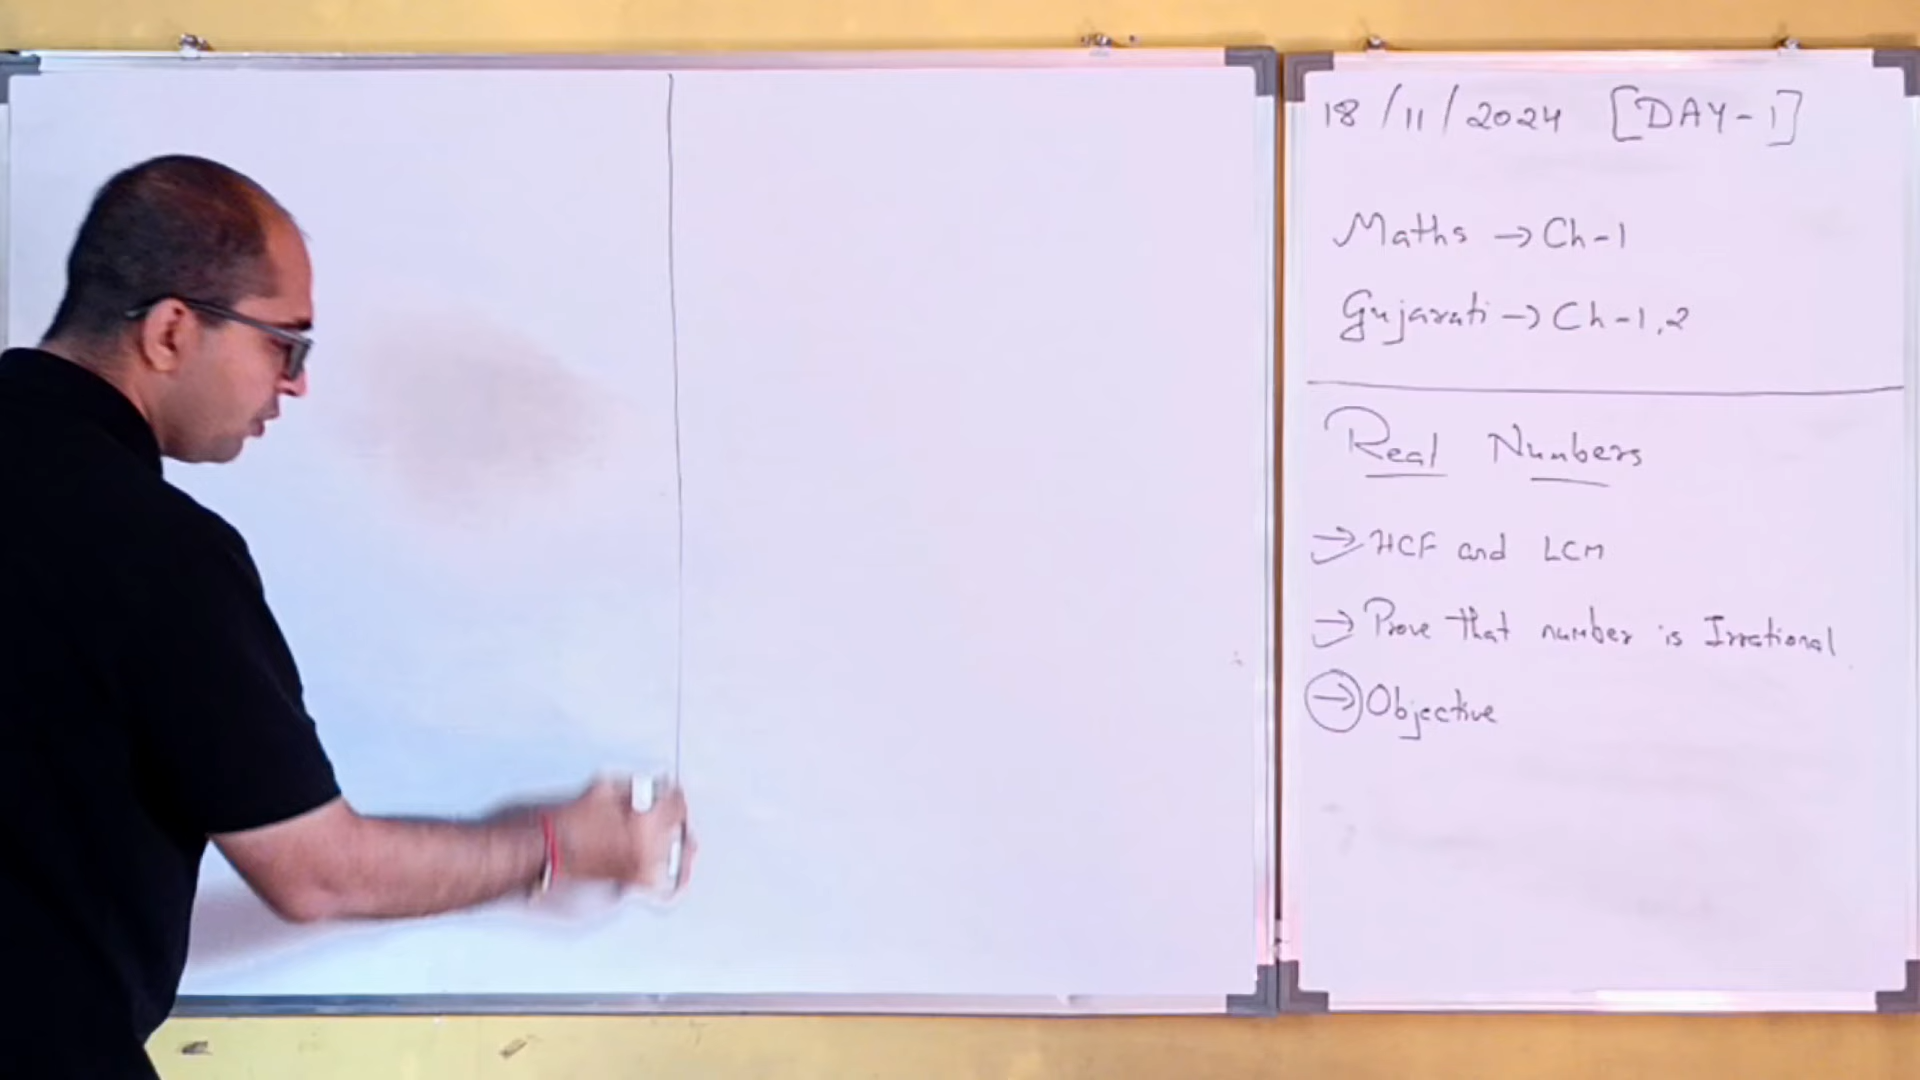 18/11/2024 [DAY-1]
Maths → Ch-1
Gujarati → Ch-1,2
Real Numbers
→ HCF and LCM
→ Prove that number is Irrational
→ Objective